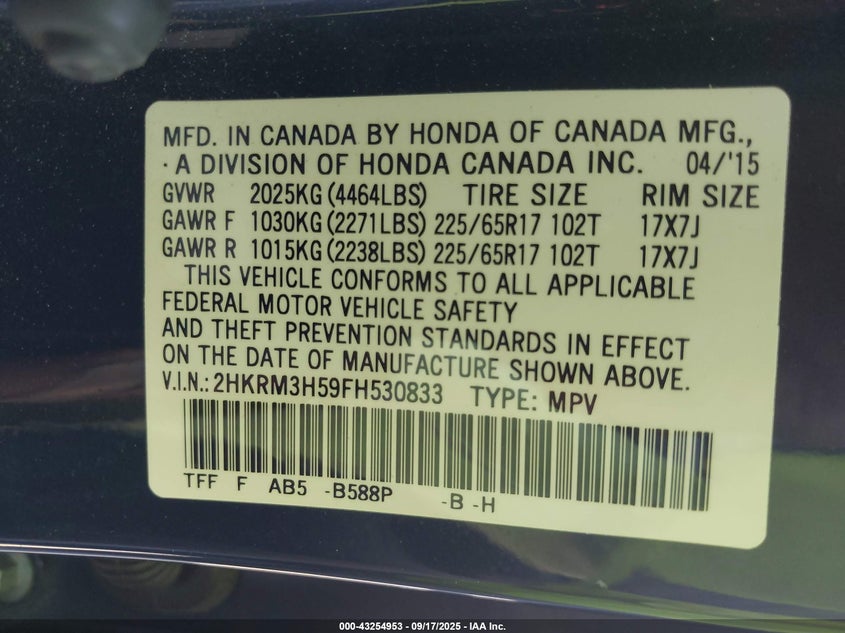 MFD. IN CANADA BY HONDA OF CANADA MFG.,
·A DIVISION OF HONDA CANADA INC. 04/'15
GVWR 2025KG(4464LBS) TIRE SIZE RIM SIZE
GAWR F 1030KG(2271LBS) 225/65R17 102T 17X7J
GAWR R 1015KG(2238LBS) 225/65R17 102T 17X7J
THIS VEHICLE CONFORMS TO ALL APPLICABLE
FEDERAL MOTOR VEHICLE SAFETY
AND THEFT PREVENTION STANDARDS IN EFFECT
ON THE DATE OF MANUFACTURE SHOWN ABOVE.
V.I.N.:2HKRM3H59FH530833 TYPE: MPV
TFF F AB5 -B588P -B -H
000-43254953 - 09/17/2025 - IAA Inc.